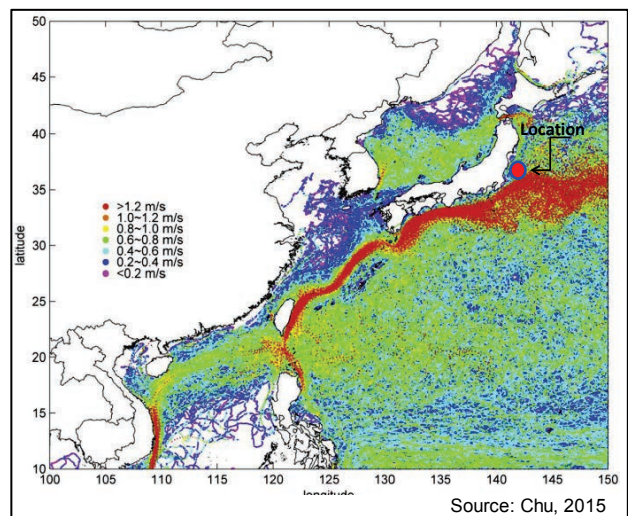 50
45
40
35
30
25
20
15
10
latitude
Location
>1.2 m/s
1.0~1.2 m/s
0.8~1.0 m/s
0.6~0.8 m/s
0.4~0.6 m/s
0.2~0.4 m/s
<0.2 m/s
100 105 110 115 120 125 130 135 140 145 150
longitude
Source: Chu, 2015